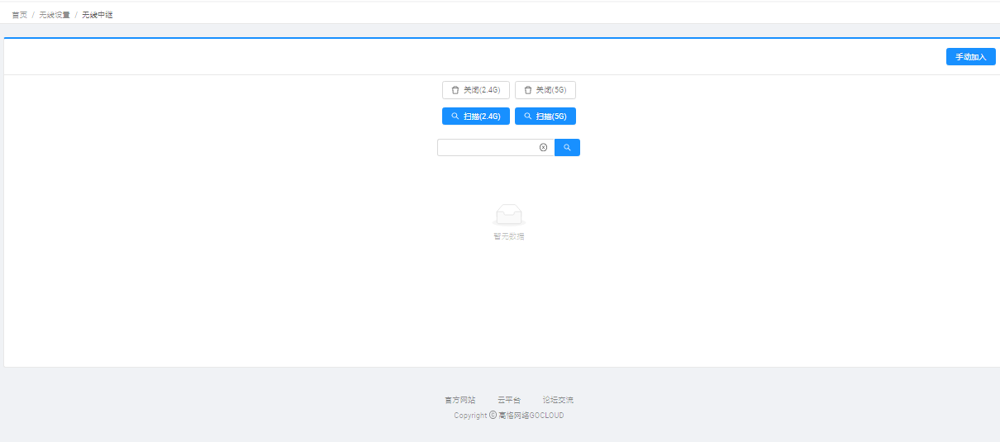 首页 / 无线设置 / 无线中继
手动加入
关闭(2.4G) 关闭(5G)
扫描(2.4G) 扫描(5G)
暂无数据
官方网站 云平台 论坛交流
Copyright © 高格网络GOCLOUD